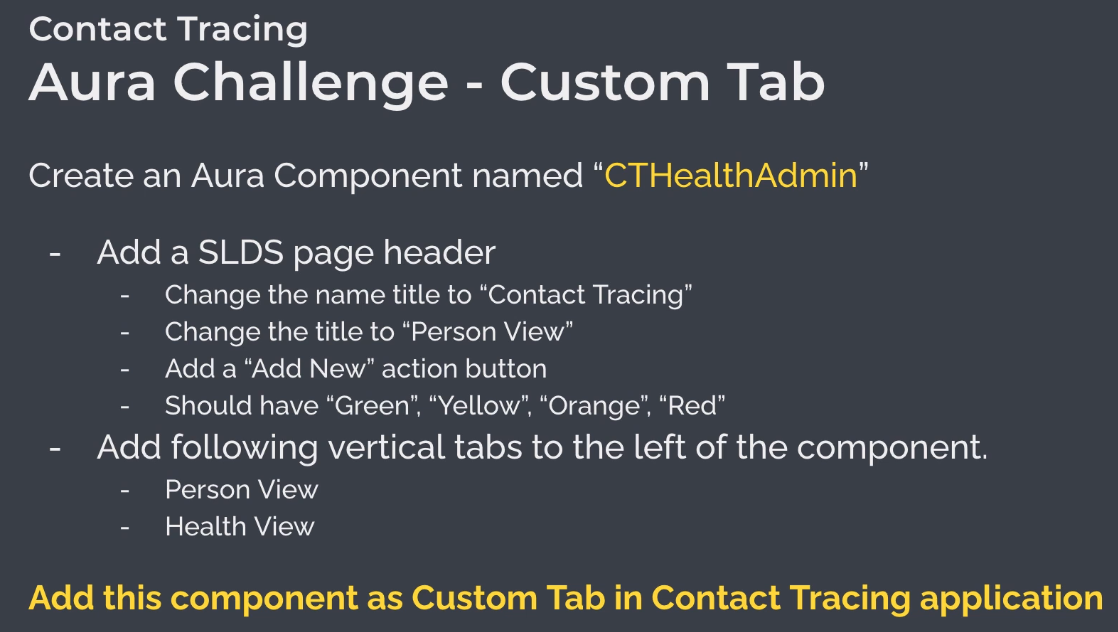 Contact Tracing
Aura Challenge - Custom Tab
Create an Aura Component named “CTHealthAdmin”
- Add a SLDS page header
- Change the name title to “Contact Tracing”
- Change the title to “Person View”
- Add a “Add New” action button
- Should have “Green”, “Yellow”, “Orange”, “Red”
- Add following vertical tabs to the left of the component.
- Person View
- Health View
Add this component as Custom Tab in Contact Tracing application